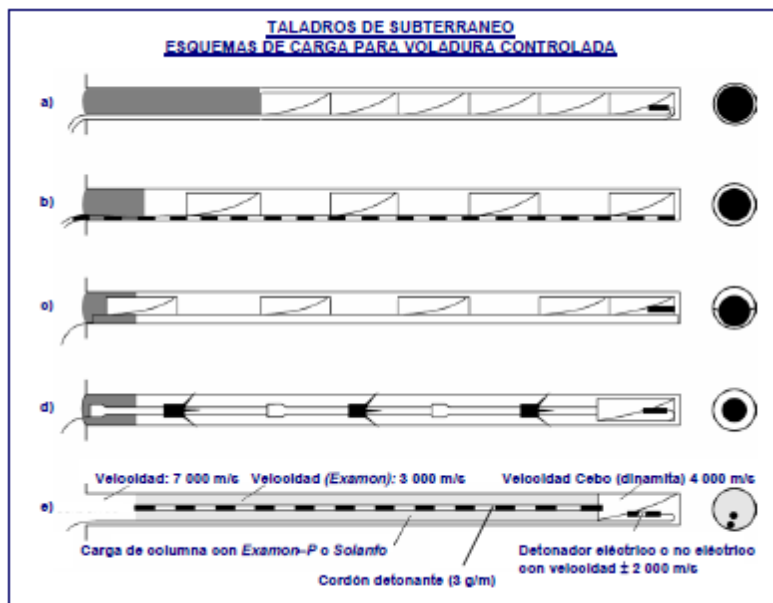 TALADROS DE SUBTERRANEO
ESQUEMAS DE CARGA PARA VOLADURA CONTROLADA
a)
b)
c)
d)
Velocidad: 7 000 m/s
Velocidad (Examon): 3 000 m/s
Velocidad Cebo (dinamita) 4 000 m/s
e)
Carga de columna con Examon–P o Solanfo
Detonador eléctrico o no eléctrico
con velocidad ± 2 000 m/s
Cordón detonante (3 g/m)